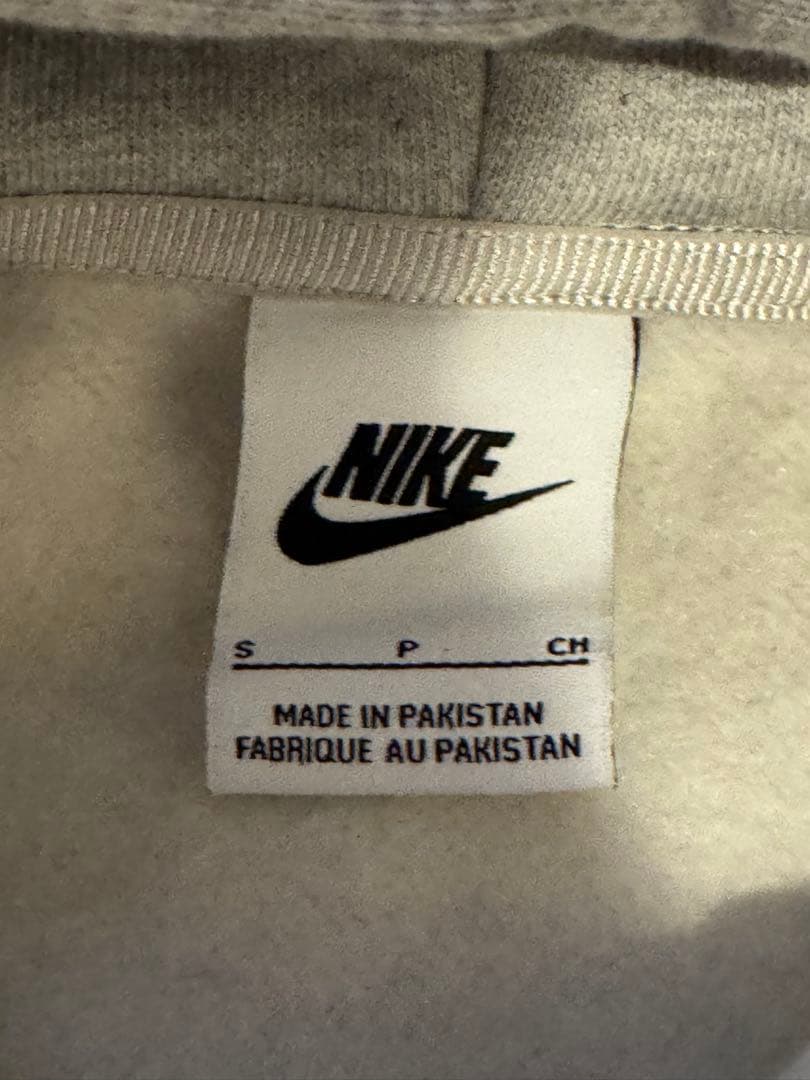 NIKE
S P CH
MADE IN PAKISTAN
FABRIQUE AU PAKISTAN